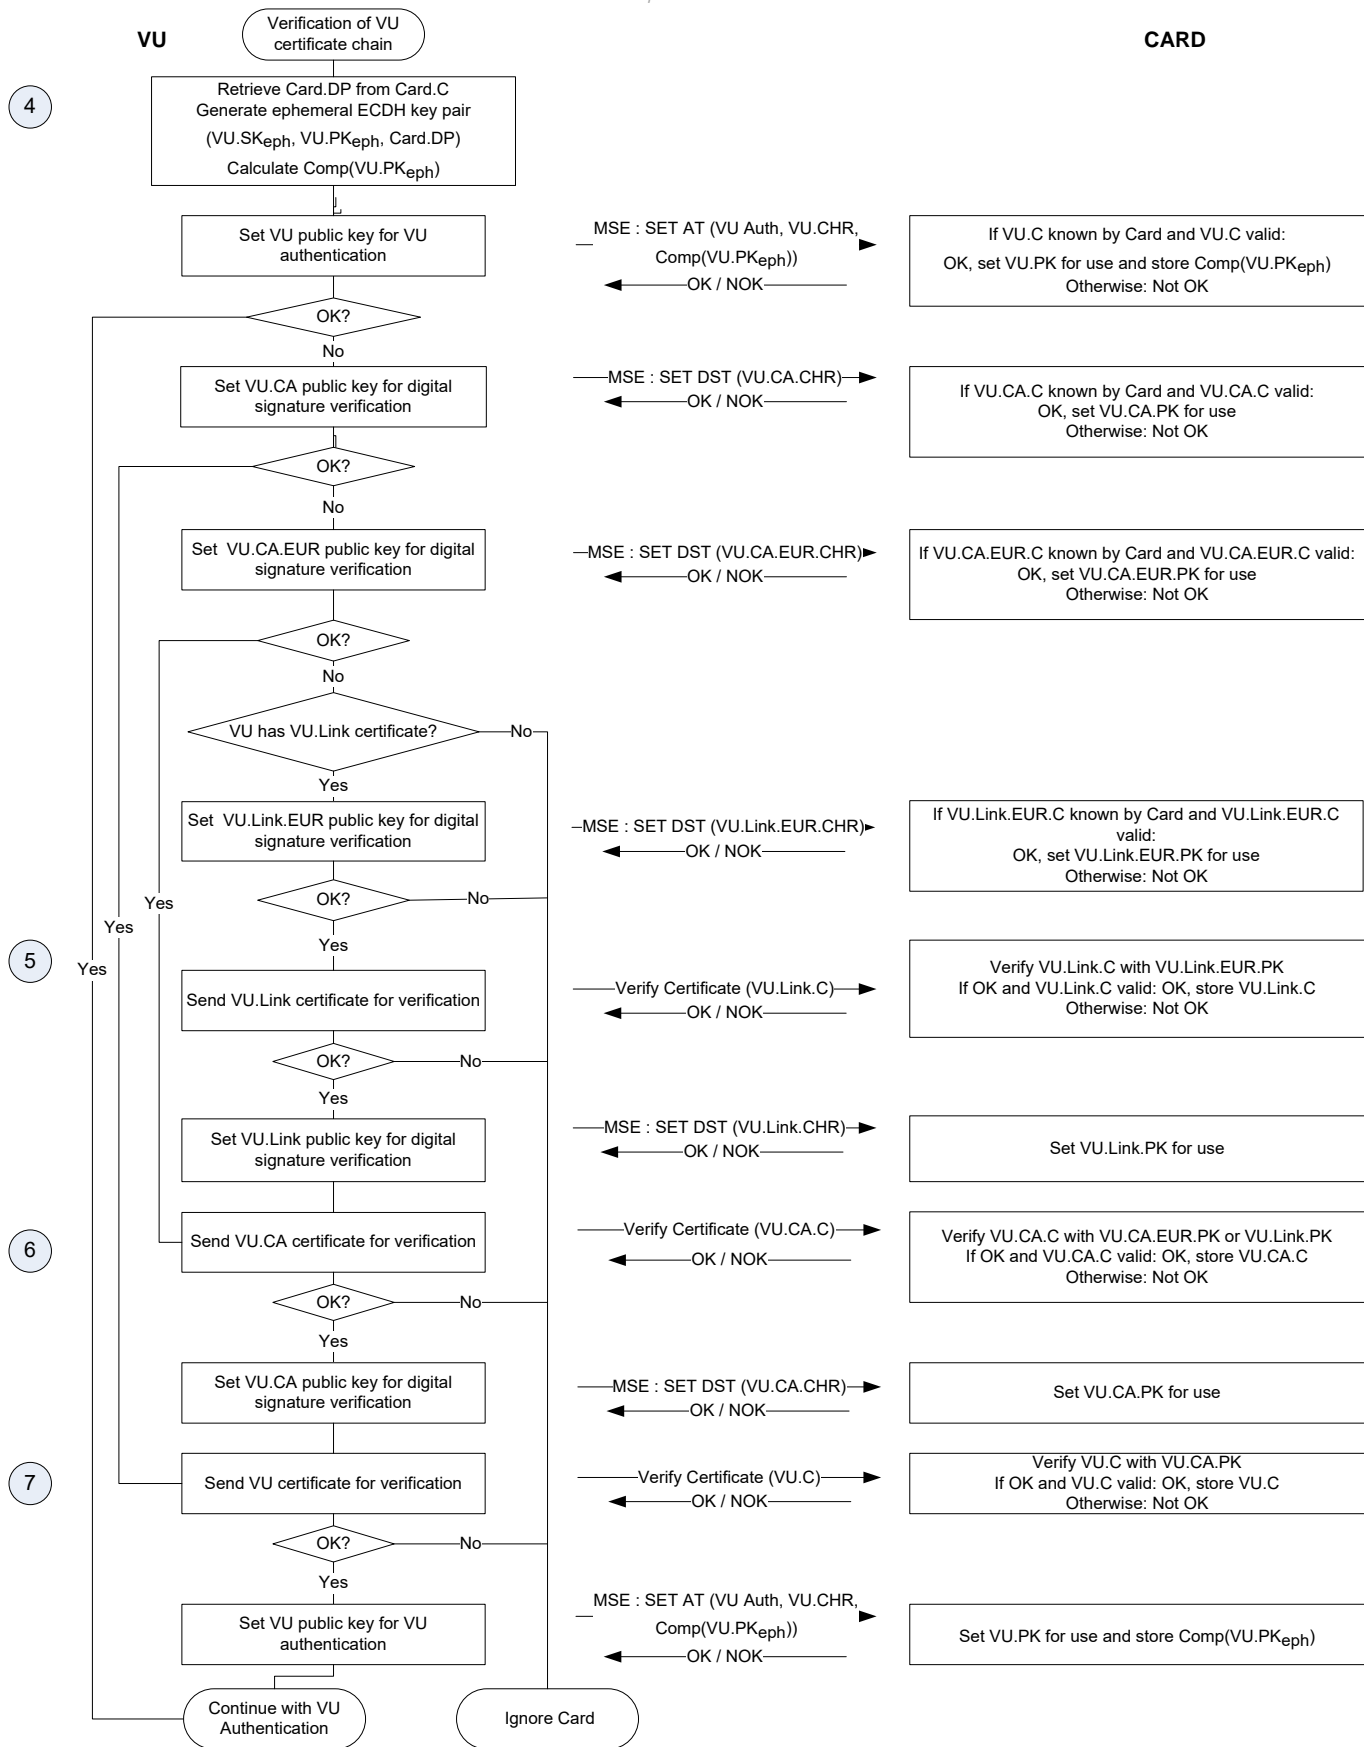 Verification of VU
certificate chain
VU
CARD
4
Retrieve Card.DP from Card.C
Generate ephemeral ECDH key pair
(VU.SKeph, VU.PKeph, Card.DP)
Calculate Comp(VU.PKeph)
Set VU public key for VU
authentication
MSE : SET AT (VU Auth, VU.CHR,
Comp(VU.PKeph))
OK / NOK
If VU.C known by Card and VU.C valid:
OK, set VU.PK for use and store Comp(VU.PKeph)
Otherwise: Not OK
OK?
No
Set VU.CA public key for digital
signature verification
MSE : SET DST (VU.CA.CHR)
OK / NOK
If VU.CA.C known by Card and VU.CA.C valid:
OK, set VU.CA.PK for use
Otherwise: Not OK
OK?
No
Set VU.CA.EUR public key for digital
signature verification
MSE : SET DST (VU.CA.EUR.CHR)
OK / NOK
If VU.CA.EUR.C known by Card and VU.CA.EUR.C valid:
OK, set VU.CA.EUR.PK for use
Otherwise: Not OK
OK?
No
VU has VU.Link certificate?
No
Yes
Set VU.Link.EUR public key for digital
signature verification
MSE : SET DST (VU.Link.EUR.CHR)
OK / NOK
If VU.Link.EUR.C known by Card and VU.Link.EUR.C
valid:
OK, set VU.Link.EUR.PK for use
Otherwise: Not OK
OK?
No
Yes
Yes
Yes
Yes
5
Send VU.Link certificate for verification
Verify Certificate (VU.Link.C)
OK / NOK
Verify VU.Link.C with VU.Link.EUR.PK
If OK and VU.Link.C valid: OK, store VU.Link.C
Otherwise: Not OK
OK?
No
Yes
Set VU.Link public key for digital
signature verification
MSE : SET DST (VU.Link.CHR)
OK / NOK
Set VU.Link.PK for use
6
Send VU.CA certificate for verification
Verify Certificate (VU.CA.C)
OK / NOK
Verify VU.CA.C with VU.CA.EUR.PK or VU.Link.PK
If OK and VU.CA.C valid: OK, store VU.CA.C
Otherwise: Not OK
OK?
No
Yes
Set VU.CA public key for digital
signature verification
MSE : SET DST (VU.CA.CHR)
OK / NOK
Set VU.CA.PK for use
7
Send VU certificate for verification
Verify Certificate (VU.C)
OK / NOK
Verify VU.C with VU.CA.PK
If OK and VU.C valid: OK, store VU.C
Otherwise: Not OK
OK?
No
Yes
Set VU public key for VU
authentication
MSE : SET AT (VU Auth, VU.CHR,
Comp(VU.PKeph))
OK / NOK
Set VU.PK for use and store Comp(VU.PKeph)
Continue with VU
Authentication
Ignore Card